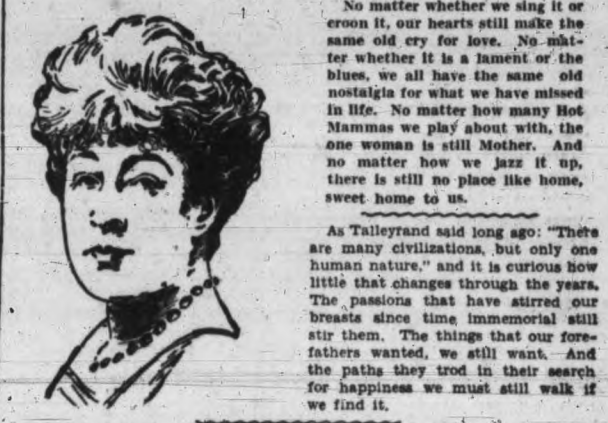 No matter whether we sing it or
croon it, our hearts still make the
same old cry for love. No mat-
ter whether it is a lament or the
blues, we all have the same old
nostalgia for what we have missed
in life. No matter how many Hot
Mammas we play about with, the
one woman is still Mother. And
no matter how we jazz it up,
there is still no place like home,
sweet home to us.
As Talleyrand said long ago: "There
are many civilizations, but only one
human nature," and it is curious how
little that changes through the years.
The passions that have stirred our
breasts since time immemorial still
stir them. The things that our fore-
fathers wanted, we still want. And
the paths they trod in their search
for happiness we must still walk if
we find it.